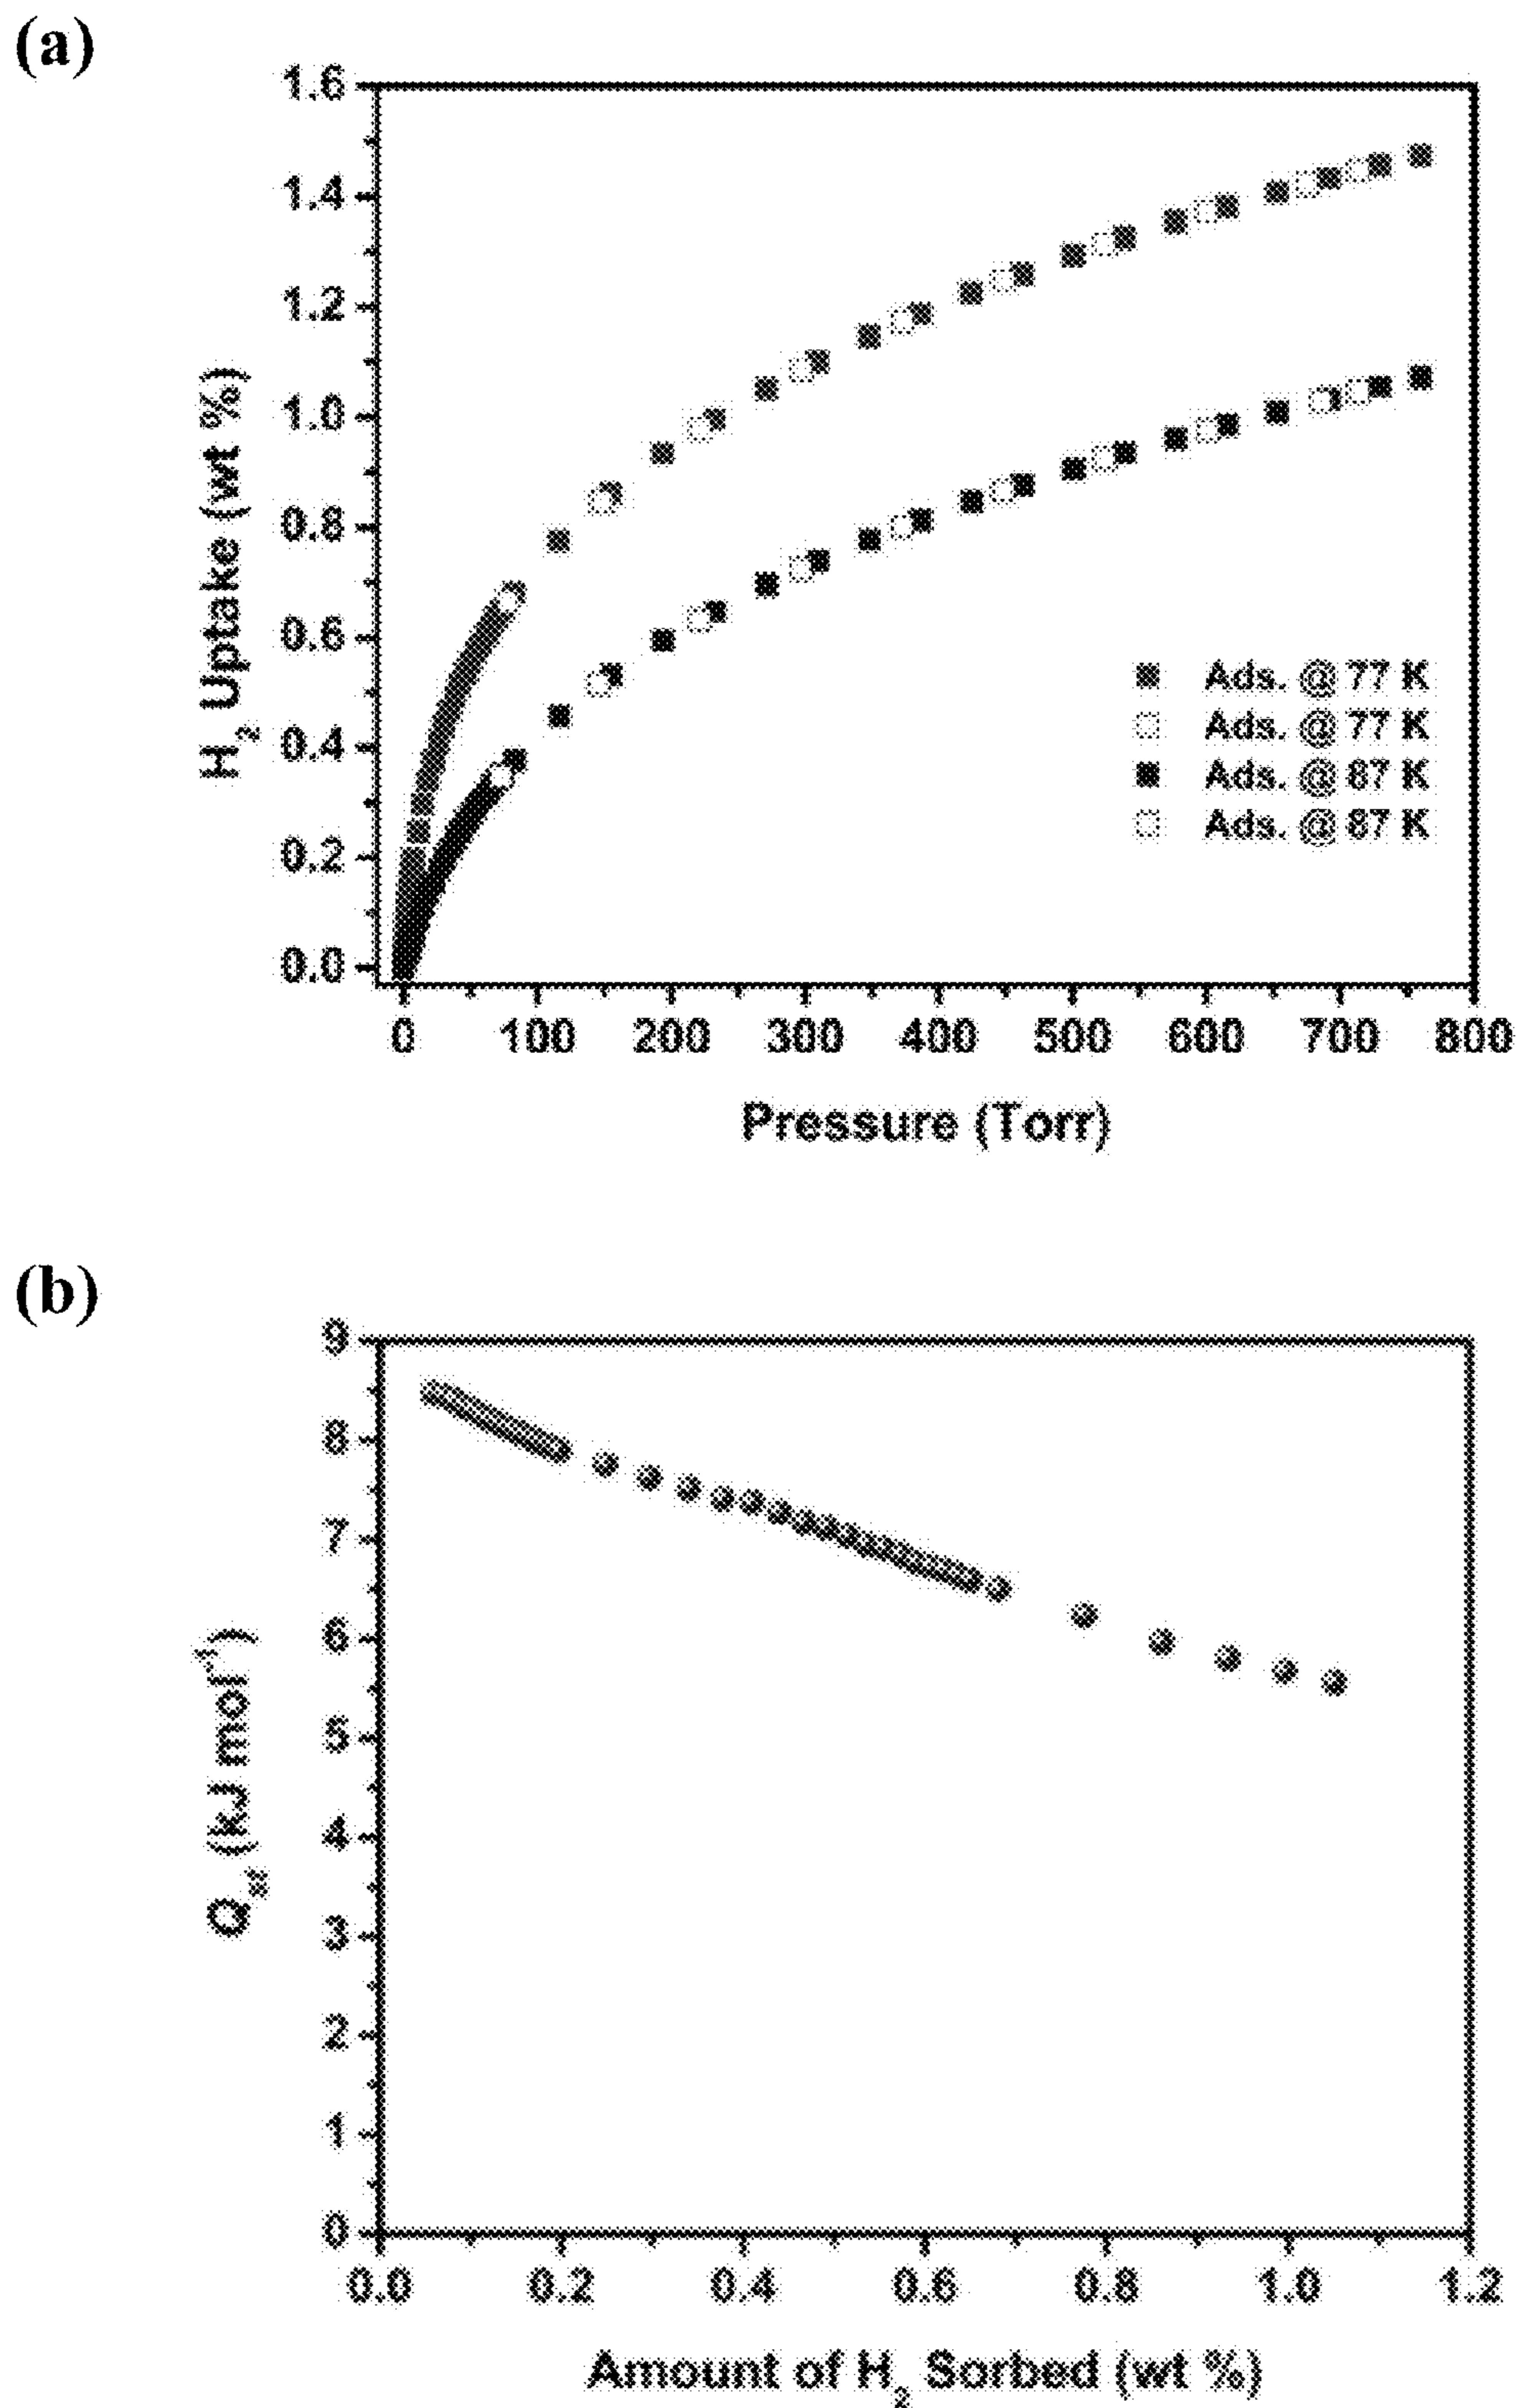 (a)
1.6
1.4
1.2
1.0
0.8
0.6
0.4
0.2
0.0
H2 Uptake (wt %)
Ads. @ 77 K
Ads. @ 77 K
Ads. @ 87 K
Ads. @ 87 K
0 100 200 300 400 500 600 700 800
Pressure (Torr)
(b)
9
8
7
6
5
4
3
2
1
0
Qst (kJ mol-1)
0.0 0.2 0.4 0.6 0.8 1.0 1.2
Amount of H2 Sorbed (wt %)